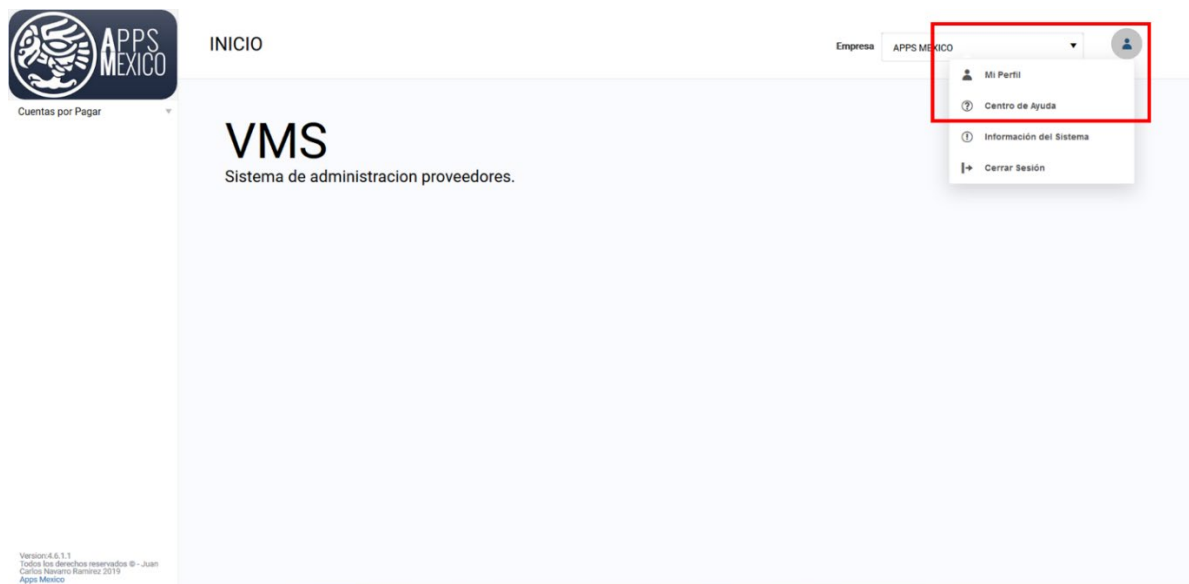 APPS
MEXICO
INICIO
Empresa
APPS MEXICO
Mi Perfil
Centro de Ayuda
Información del Sistema
Cerrar Sesión
Cuentas por Pagar
VMS
Sistema de administracion proveedores.
Version:4.6.1.1
Todos los derechos reservados © - Juan
Carlos Navarro Ramirez 2019
Apps Mexico